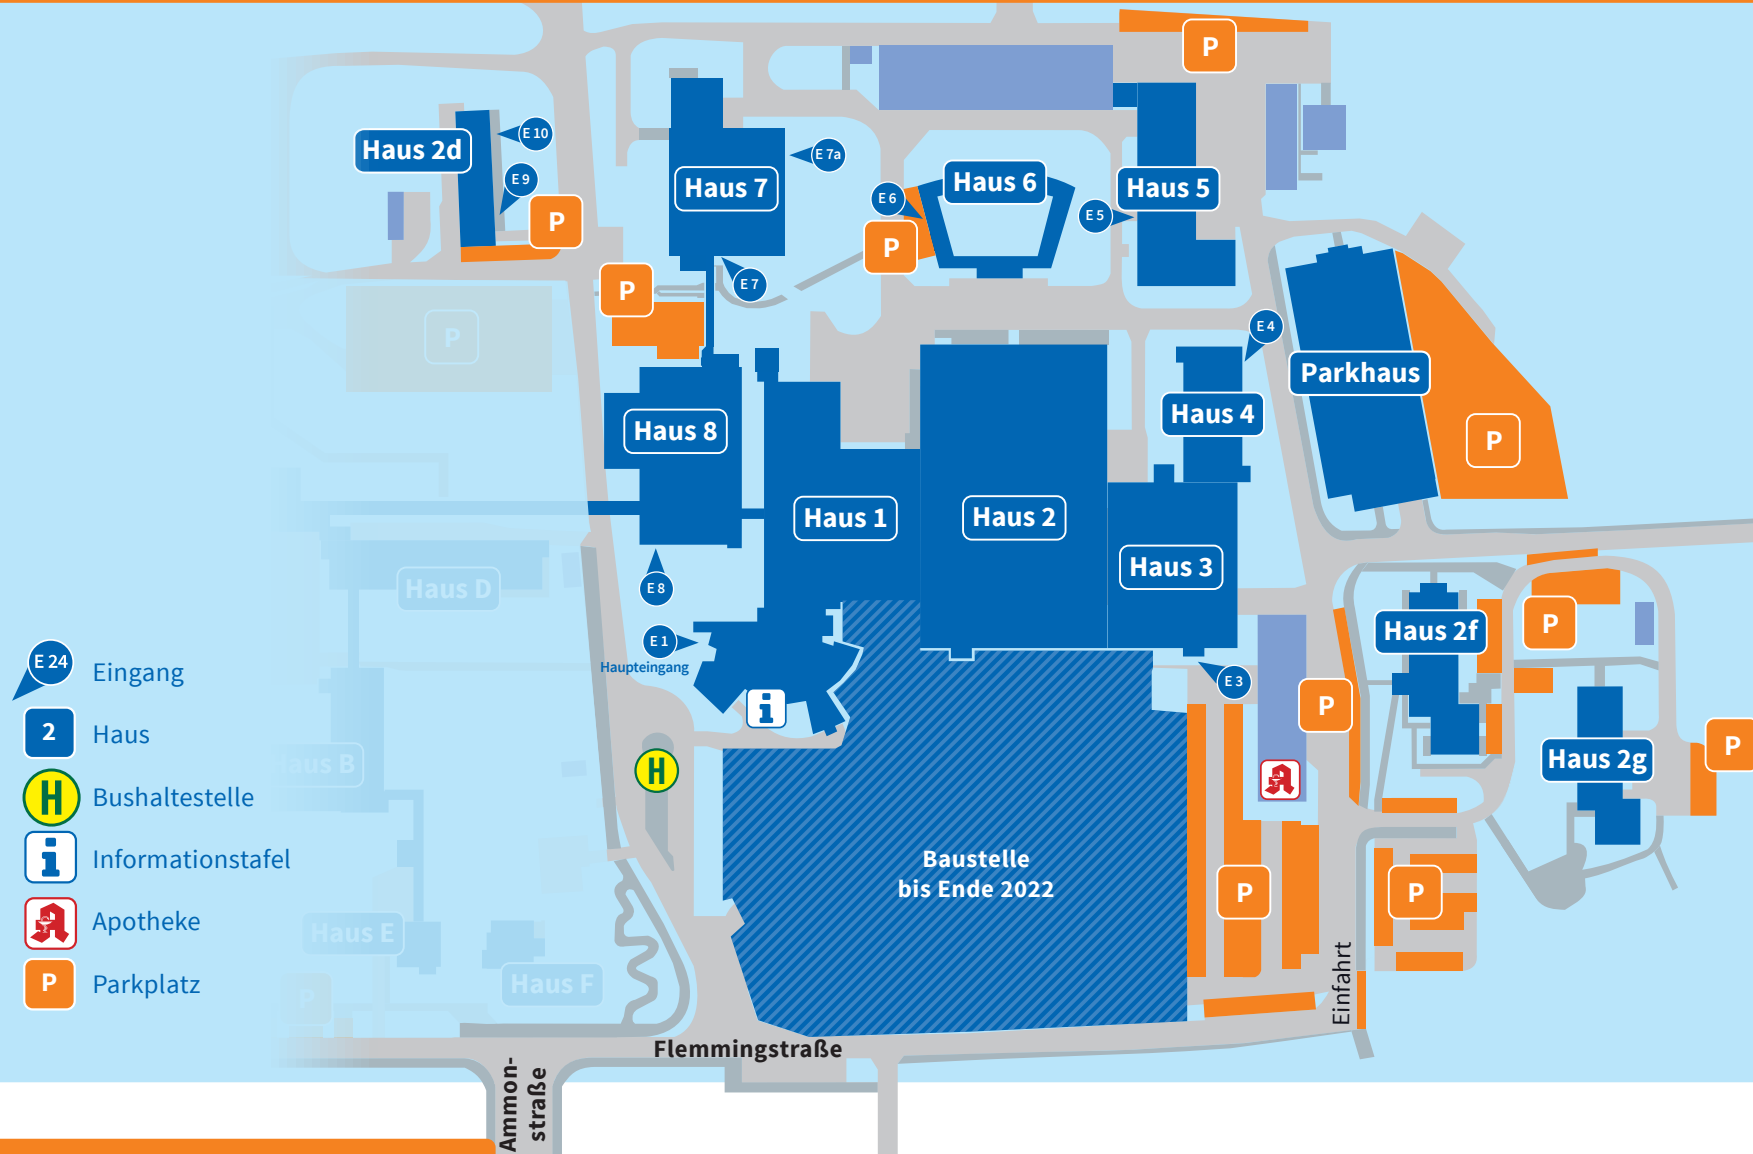 P
Haus 2d
E 10
E 9
P
Haus 7
E 7a
E 7
P
E 6
P
Haus 6
E 5
Haus 5
P
E 4
Haus 4
Parkhaus
P
Haus 8
Haus 1
Haus 2
Haus 3
E 8
E 1
Haupteingang
i
H
E 3
A
P
Haus 2f
P
Haus 2g
P
Haus D
Haus B
Haus E
Haus F
P
Baustelle
bis Ende 2022
P
P
Einfahrt
Flemmingstraße
Ammon-
straße
E 24 Eingang
2 Haus
H Bushaltestelle
i Informationstafel
A Apotheke
P Parkplatz
P